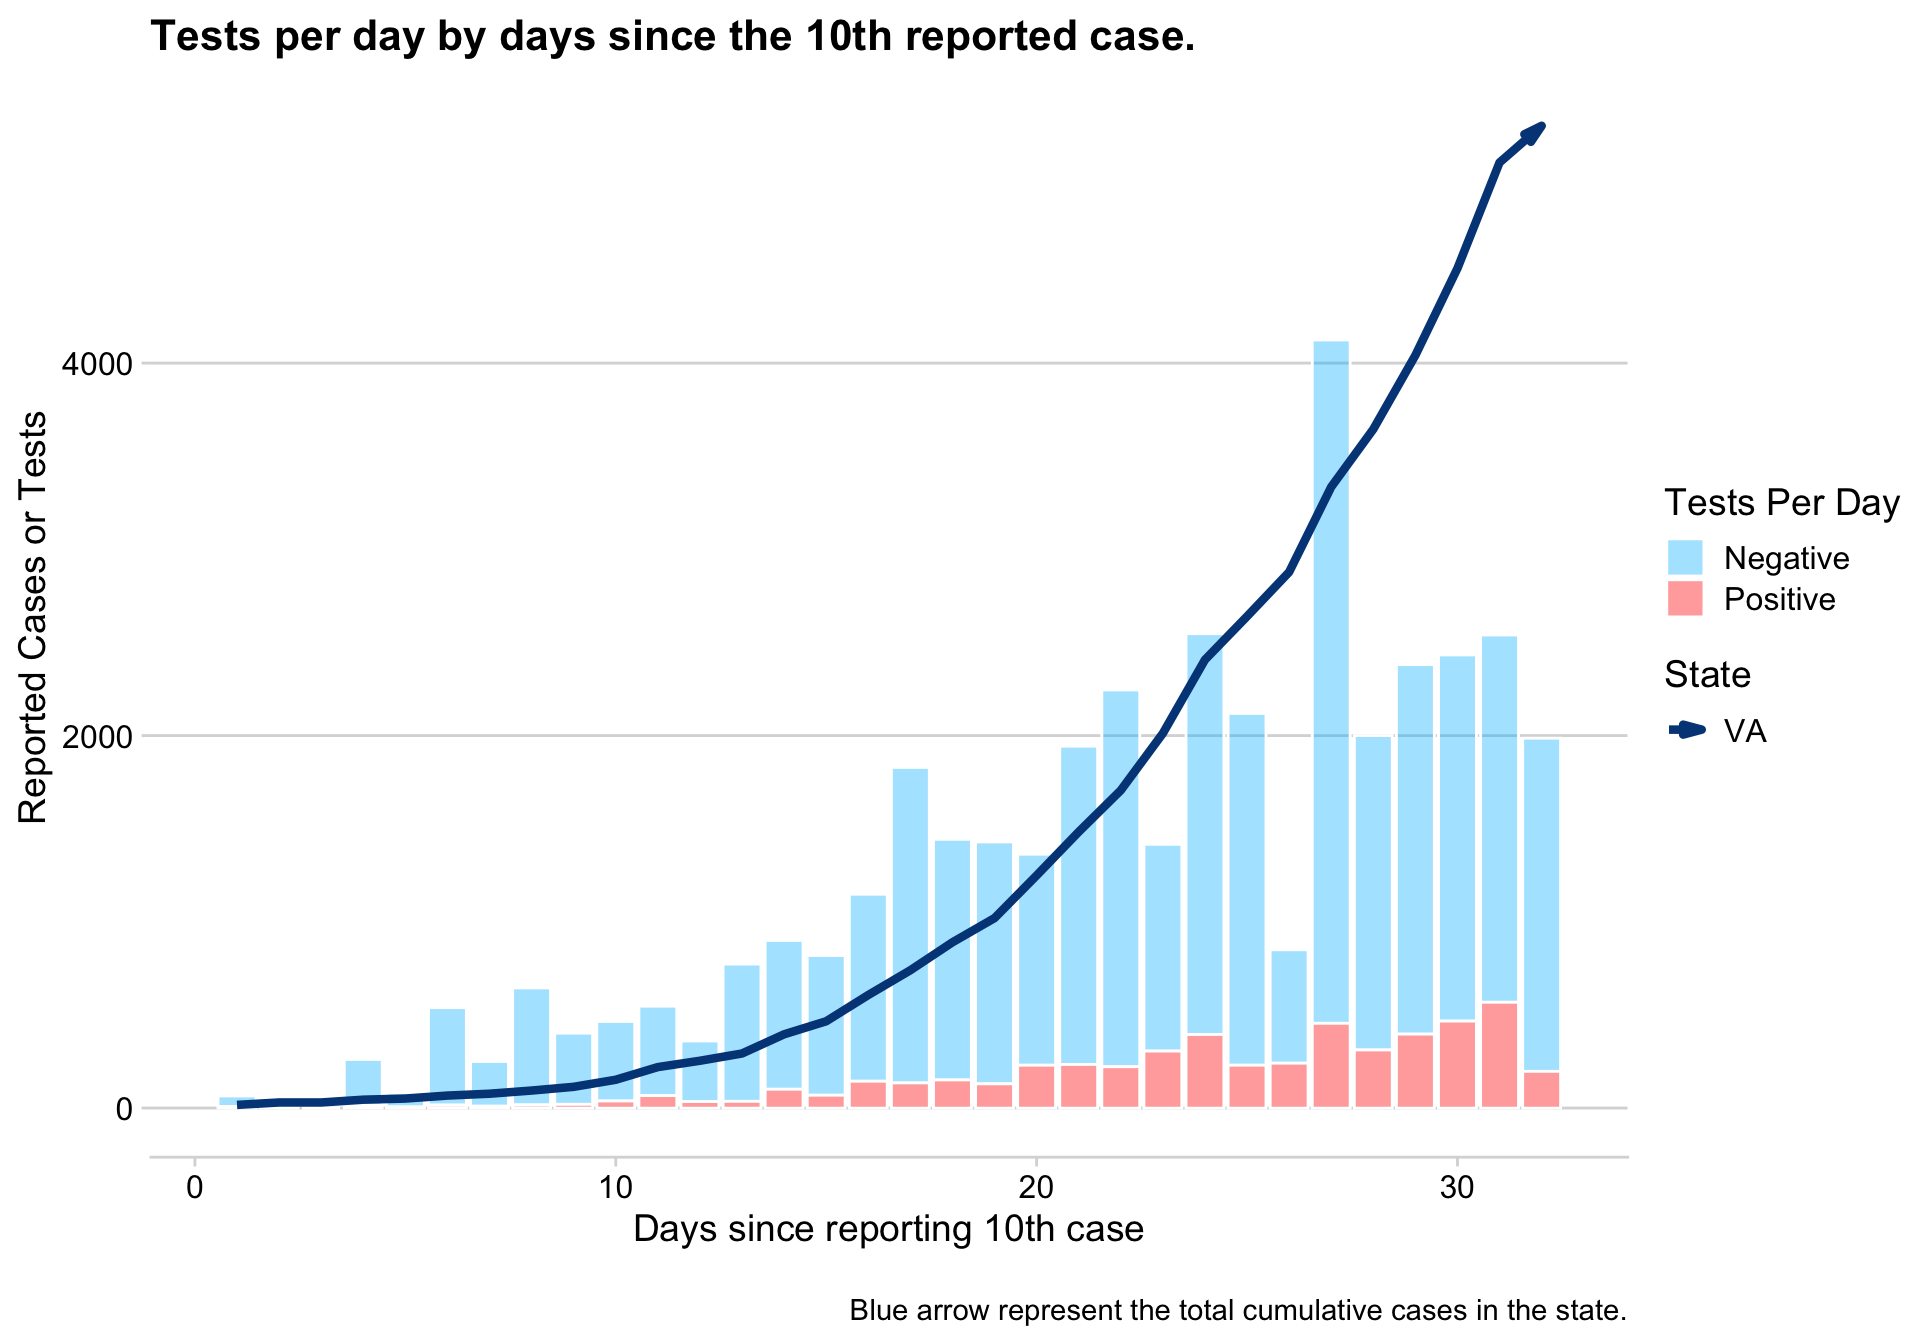 Tests per day by days since the 10th reported case.
Reported Cases or Tests
4000
2000
0
0
10
20
30
Days since reporting 10th case
Tests Per Day
Negative
Positive
State
VA
Blue arrow represent the total cumulative cases in the state.